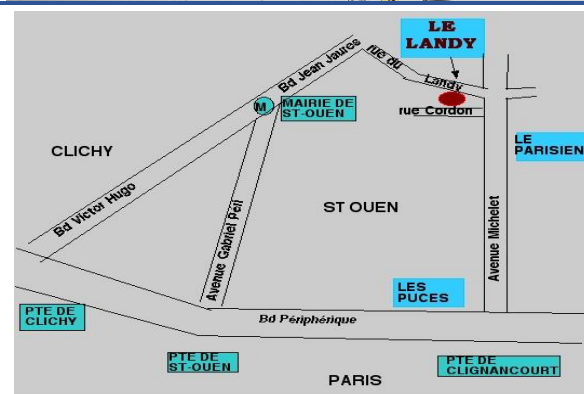 LE
LANDY
Bd Jean Jaures
rue du
Landy
M
MAIRIE DE
ST-OUEN
rue Cordon
LE
PARISIEN
CLICHY
Bd Victor Hugo
ST OUEN
Avenue Gabriel Péri
Avenue Michelet
LES
PUCES
PTE DE
CLICHY
Bd Périphérique
PTE DE
ST-OUEN
PTE DE
CLIGNANCOURT
PARIS